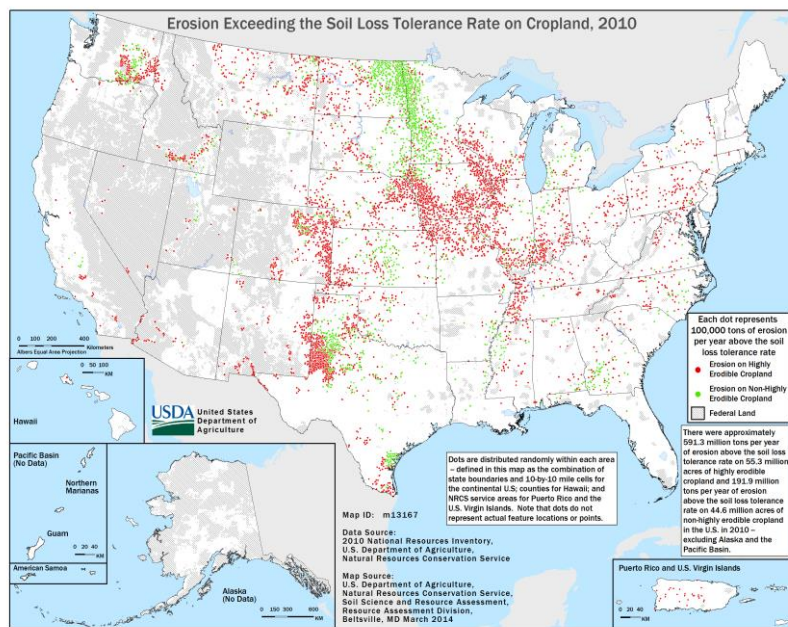 Erosion Exceeding the Soil Loss Tolerance Rate on Cropland, 2010
0 100 200 400
Kilometers
Albers Equal Area Projection
0 50 100
KM
Hawaii
USDA
United States
Department of
Agriculture
Each dot represents
100,000 tons of erosion
per year above the soil
loss tolerance rate
Erosion on Highly
Erodible Cropland
Erosion on Non-Highly
Erodible Cropland
Federal Land
There were approximately
591.3 million tons per year
of erosion above the soil
loss tolerance rate on 55.3 million
acres of highly erodible
cropland and 191.9 million
tons per year of erosion
above the soil loss tolerance
rate on 44.6 million acres of
non-highly erodible cropland
in the U.S. in 2010 –
excluding Alaska and the
Pacific Basin.
Pacific Basin
(No Data)
Northern
Marianas
Guam
0 20 40
KM
American Samoa
Alaska
(No Data)
0 150 300 600
KM
Dots are distributed randomly within each area
– defined in this map as the combination of
state boundaries and 10-by-10 mile cells for
the continental U.S; counties for Hawaii; and
NRCS service areas for Puerto Rico and the
U.S. Virgin Islands. Note that dots do not
represent actual feature locations or points.
Map ID: m13167
Data Source:
2010 National Resources Inventory,
U.S. Department of Agriculture,
Natural Resources Conservation Service
Map Source:
U.S. Department of Agriculture,
Natural Resources Conservation Service,
Soil Science and Resource Assessment,
Resource Assessment Division,
Beltsville, MD March 2014
Puerto Rico and U.S. Virgin Islands
0 20 40
KM